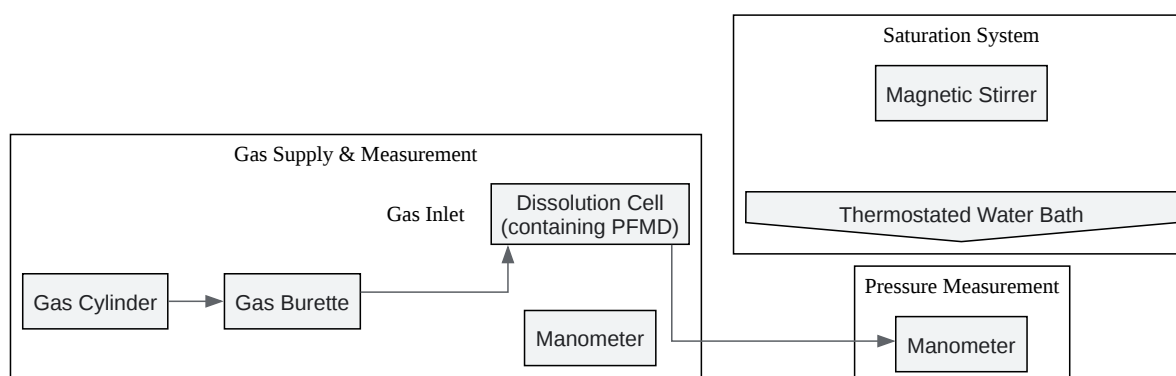 Saturation System
Magnetic Stirrer
Thermostated Water Bath
Gas Supply & Measurement
Gas Inlet
Dissolution Cell
(containing PFMD)
Gas Cylinder
Gas Burette
Manometer
Pressure Measurement
Manometer